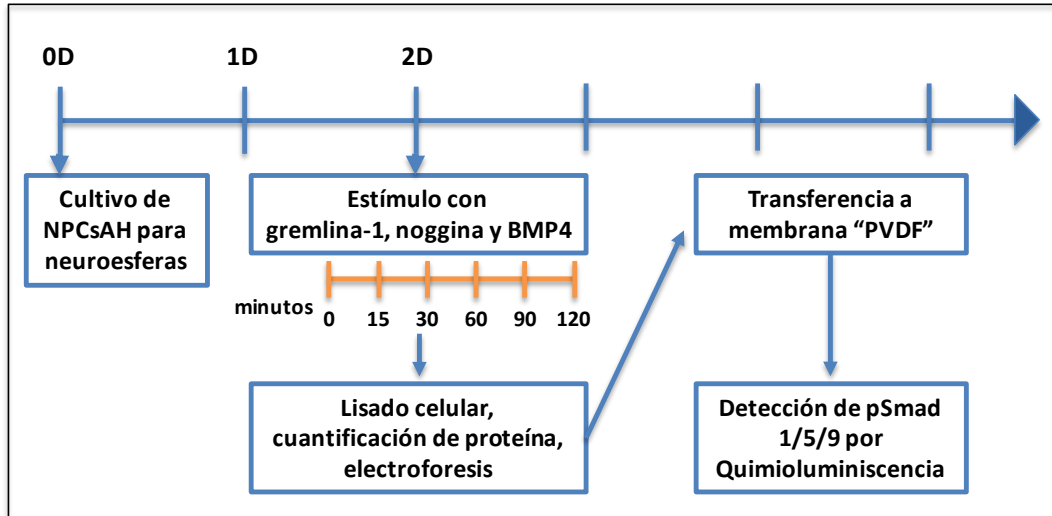 0D 1D 2D
Cultivo de
NPCsAH para
neuroesferas
Estímulo con
gremlina-1, noggina y BMP4
minutos 0 15 30 60 90 120
Lisado celular,
cuantificación de proteína,
electroforesis
Transferencia a
membrana “PVDF”
Detección de pSmad
1/5/9 por
Quimioluminiscencia